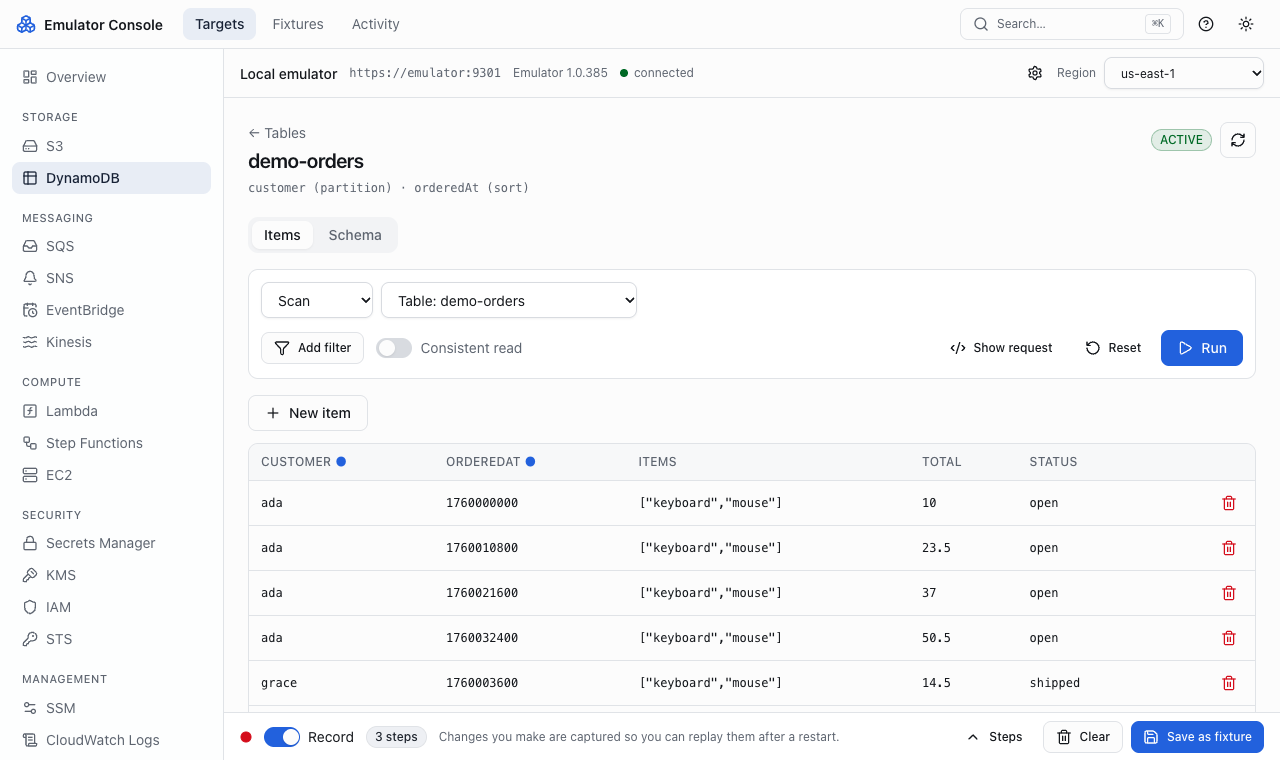 Emulator Console
Targets
Fixtures
Activity
Search...
⌘K
Overview
STORAGE
S3
DynamoDB
MESSAGING
SQS
SNS
EventBridge
Kinesis
COMPUTE
Lambda
Step Functions
EC2
SECURITY
Secrets Manager
KMS
IAM
STS
MANAGEMENT
SSM
CloudWatch Logs
Local emulator https://emulator:9301 Emulator 1.0.385 connected
Region us-east-1
← Tables
demo-orders
customer (partition) · orderedAt (sort)
ACTIVE
Items Schema
Scan Table: demo-orders
Add filter Consistent read Show request Reset Run
New item
CUSTOMER ORDEREDAT ITEMS TOTAL STATUS
ada 1760000000 ["keyboard","mouse"] 10 open
ada 1760010800 ["keyboard","mouse"] 23.5 open
ada 1760021600 ["keyboard","mouse"] 37 open
ada 1760032400 ["keyboard","mouse"] 50.5 open
grace 1760003600 ["keyboard","mouse"] 14.5 shipped
Record 3 steps Changes you make are captured so you can replay them after a restart. Steps Clear Save as fixture